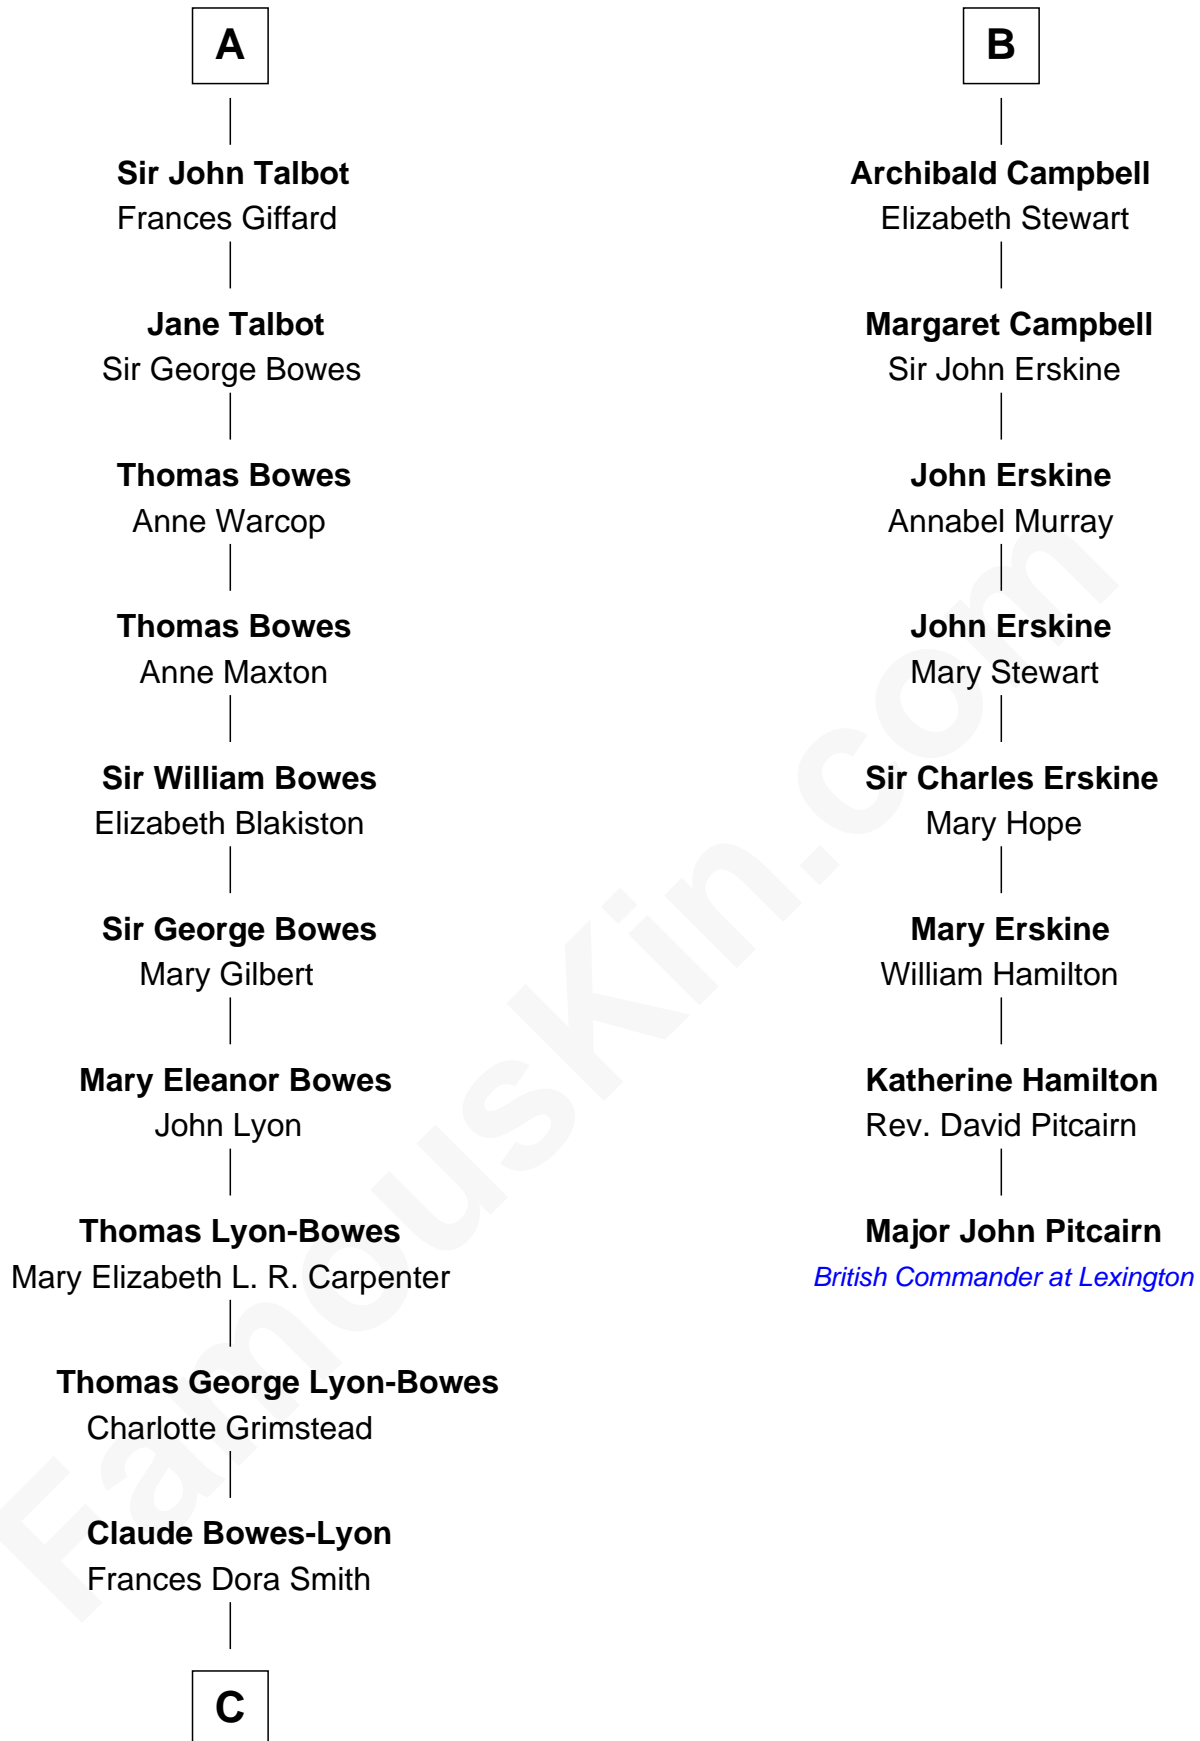 A
Sir John Talbot
Frances Giffard
Jane Talbot
Sir George Bowes
Thomas Bowes
Anne Warcop
Thomas Bowes
Anne Maxton
Sir William Bowes
Elizabeth Blakiston
Sir George Bowes
Mary Gilbert
Mary Eleanor Bowes
John Lyon
Thomas Lyon-Bowes
Mary Elizabeth L. R. Carpenter
Thomas George Lyon-Bowes
Charlotte Grimstead
Claude Bowes-Lyon
Frances Dora Smith
C
B
Archibald Campbell
Elizabeth Stewart
Margaret Campbell
Sir John Erskine
John Erskine
Annabel Murray
John Erskine
Mary Stewart
Sir Charles Erskine
Mary Hope
Mary Erskine
William Hamilton
Katherine Hamilton
Rev. David Pitcairn
Major John Pitcairn
British Commander at Lexington
FamousKin.com